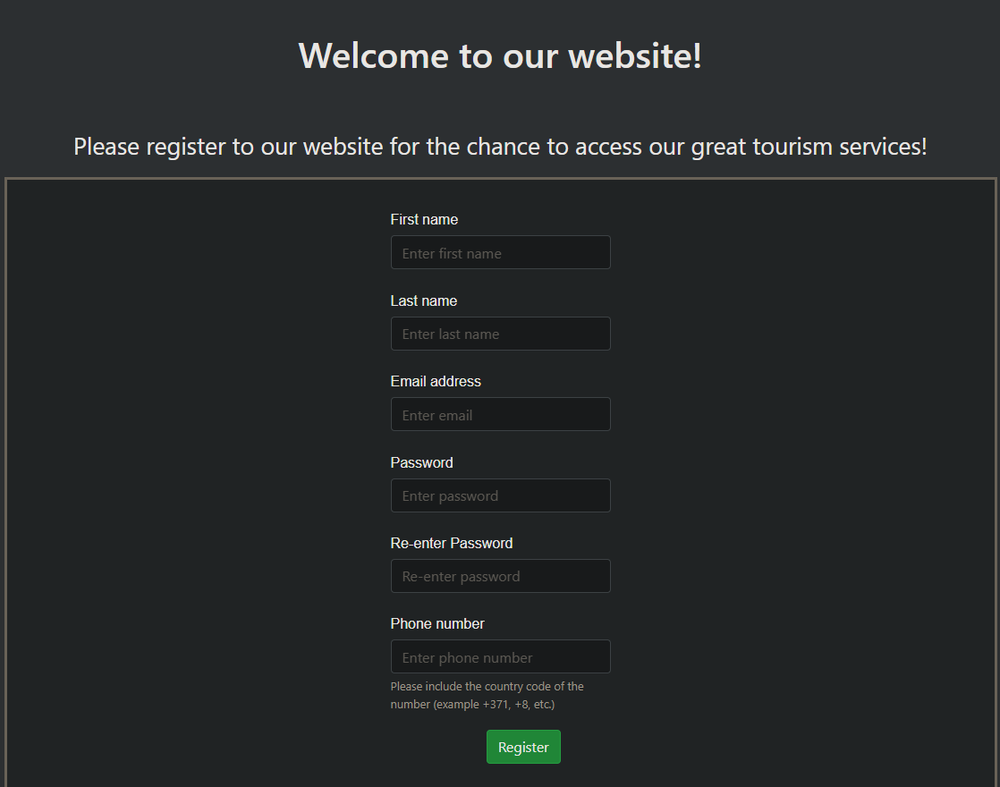 Welcome to our website!
Please register to our website for the chance to access our great tourism services!
First name
Enter first name
Last name
Enter last name
Email address
Enter email
Password
Enter password
Re-enter Password
Re-enter password
Phone number
Enter phone number
Please include the country code of the
number (example +371, +8, etc.)
Register